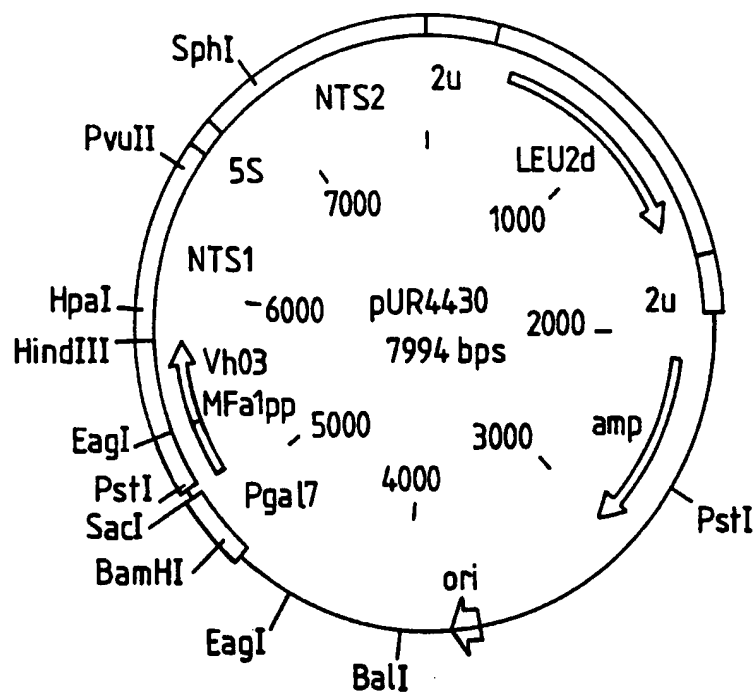 SphI
2u
NTS2
PvuII
LEU2d
5S
7000
1000
NTS1
HpaI
6000
pUR4430
2u
2000
HindIII
7994 bps
Vh03
MFa1pp
amp
EagI
5000
3000
PstI
Pgal7
4000
SacI
PstI
BamHI
ori
EagI
BalI